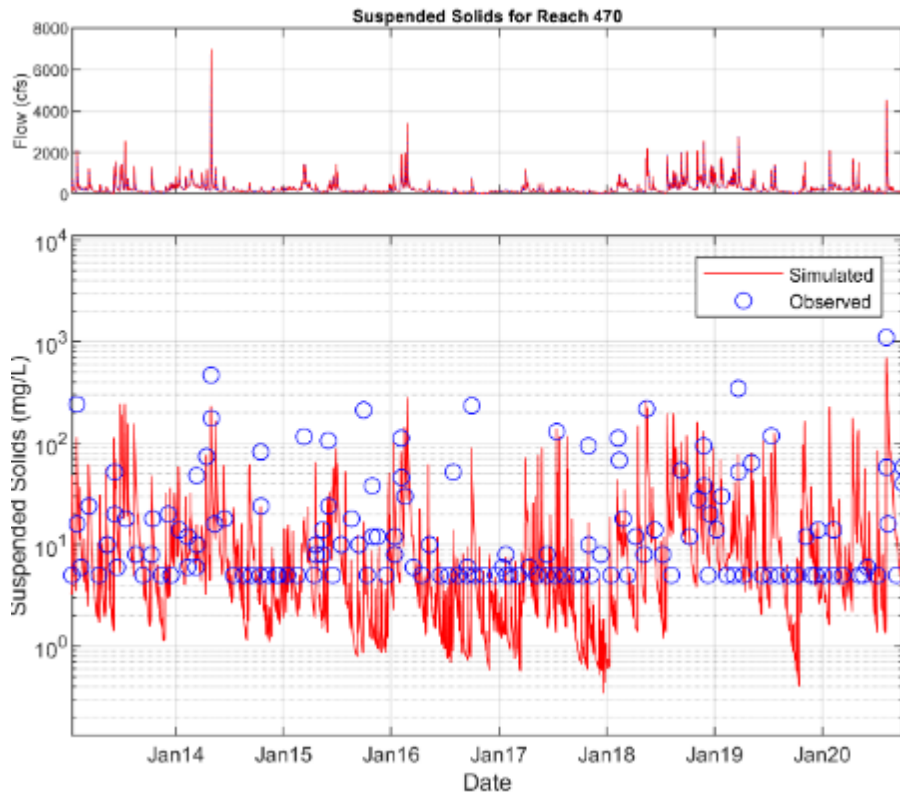 Suspended Solids for Reach 470
8000
6000
4000
2000
0
Flow (cfs)
10^4
10^3
10^2
10^1
10^0
Suspended Solids (mg/L)
Simulated
Observed
Jan14 Jan15 Jan16 Jan17 Jan18 Jan19 Jan20
Date